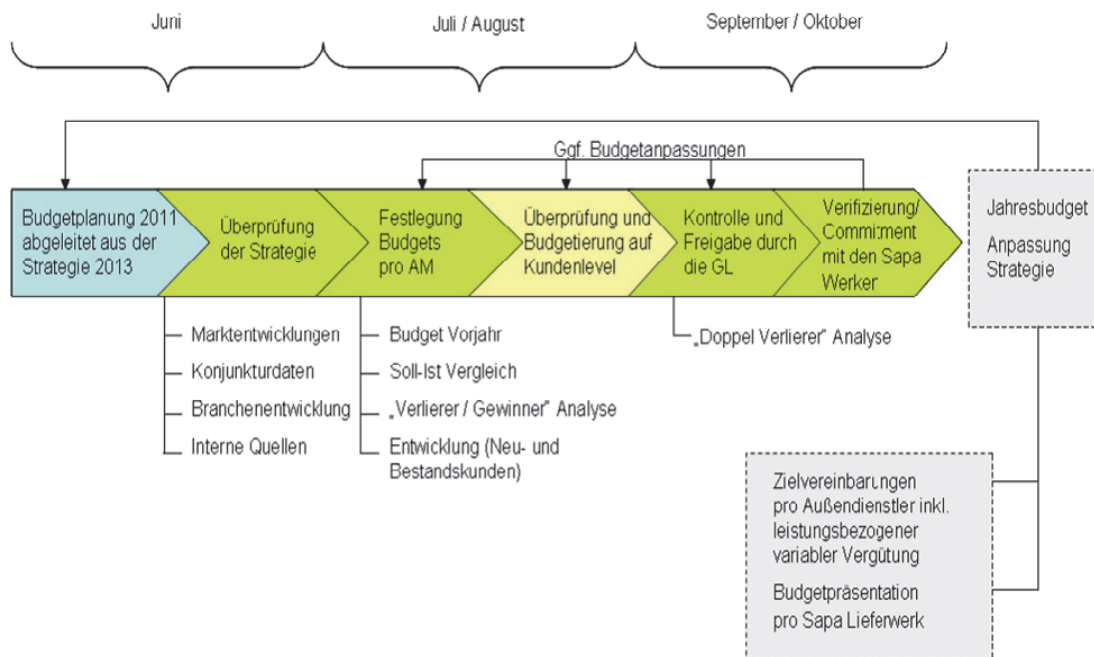 Juni
Juli / August
September / Oktober
Ggf. Budgetanpassungen
Budgetplanung 2011
abgeleitet aus der
Strategie 2013
Überprüfung
der Strategie
Festlegung
Budgets
pro AM
Überprüfung und
Budgetierung auf
Kundenlevel
Kontrolle und
Freigabe durch
die GL
Verifizierung/
Commitment
mit den Sapa
Werker
Jahresbudget
Anpassung
Strategie
Marktentwicklungen
Konjunkturdaten
Branchenentwicklung
Interne Quellen
Budget Vorjahr
Soll-Ist Vergleich
„Verlierer / Gewinner" Analyse
Entwicklung (Neu- und
Bestandskunden)
„Doppel Verlierer" Analyse
Zielvereinbarungen
pro Außendienstler inkl.
leistungsbezogener
variabler Vergütung
Budgetpräsentation
pro Sapa Lieferwerk